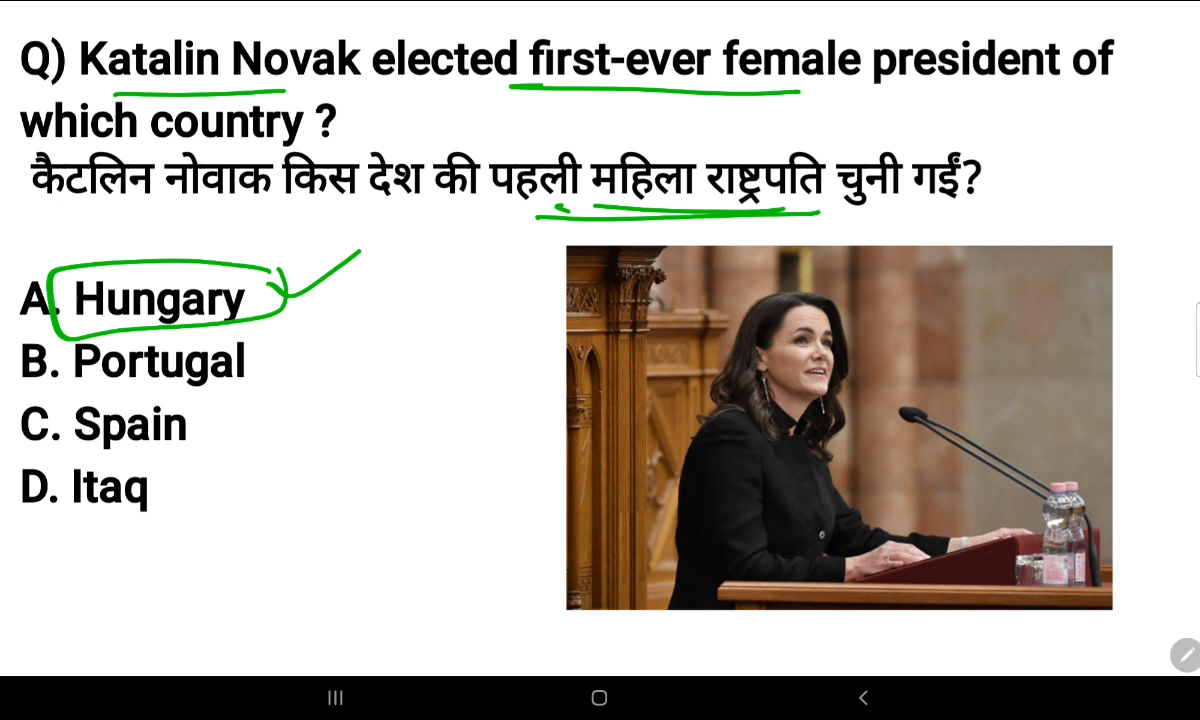 Q) Katalin Novak elected first-ever female president of
which country ?
कैटलिन नोवाक किस देश की पहली महिला राष्ट्रपति चुनी गईं?
A. Hungary
B. Portugal
C. Spain
D. Itaq